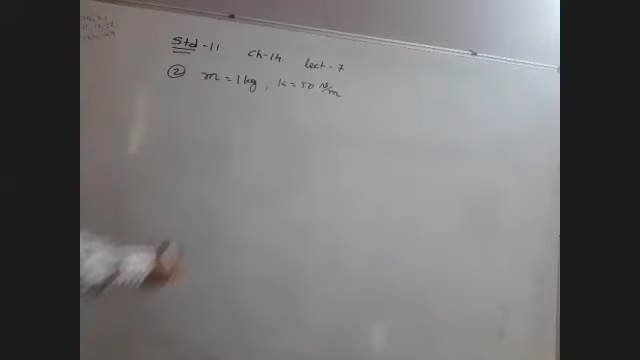 Std-11 Ch-14 lect-7
② m = 1 kg, k = 50 N/m